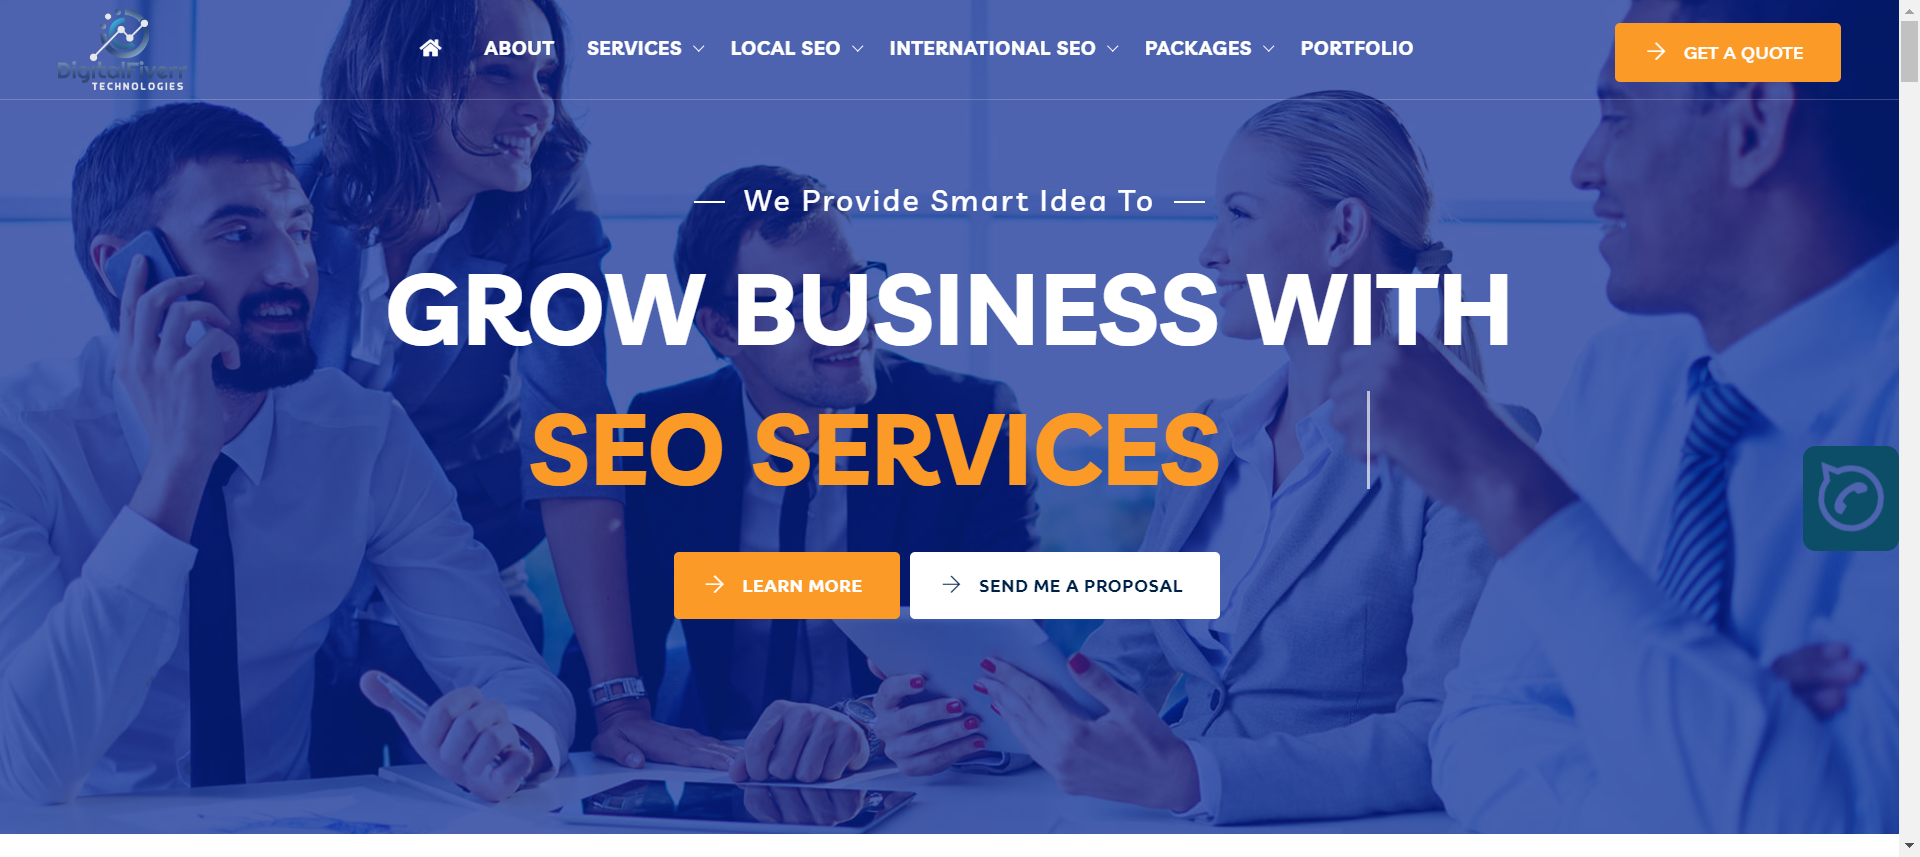 DigitalFiverr
TECHNOLOGIES
ABOUT
SERVICES
LOCAL SEO
INTERNATIONAL SEO
PACKAGES
PORTFOLIO
GET A QUOTE
We Provide Smart Idea To
GROW BUSINESS WITH
SEO SERVICES
LEARN MORE
SEND ME A PROPOSAL